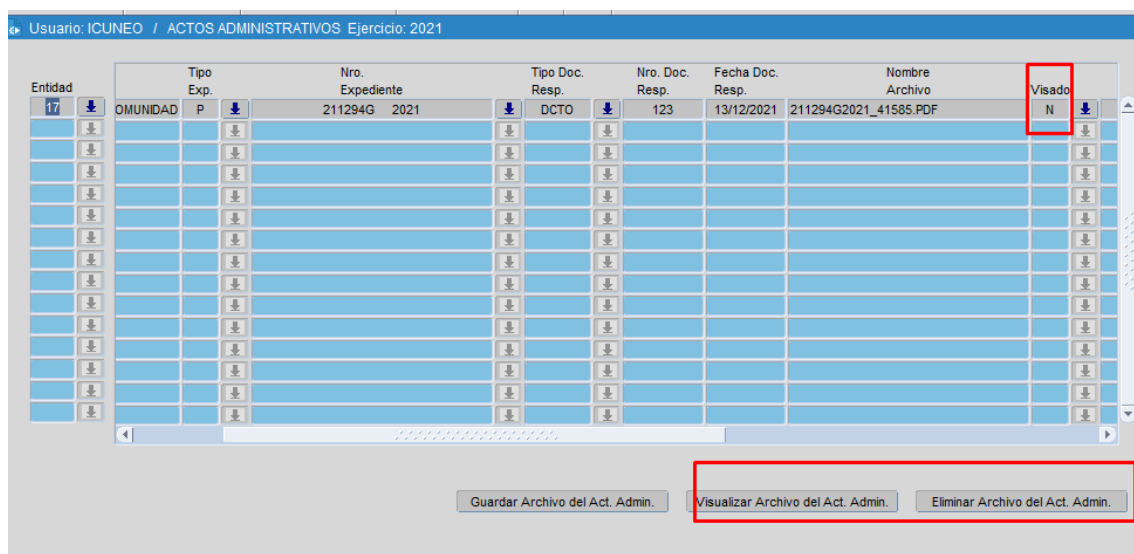 Usuario: ICUNEO / ACTOS ADMINISTRATIVOS Ejercicio: 2021
Entidad Tipo Exp. Nro. Expediente Tipo Doc. Resp. Nro. Doc. Resp. Fecha Doc. Resp. Nombre Archivo Visado
17 OMUNIDAD P 211294G 2021 DCTO 123 13/12/2021 211294G2021_41585.PDF N
Guardar Archivo del Act. Admin. Visualizar Archivo del Act. Admin. Eliminar Archivo del Act. Admin.